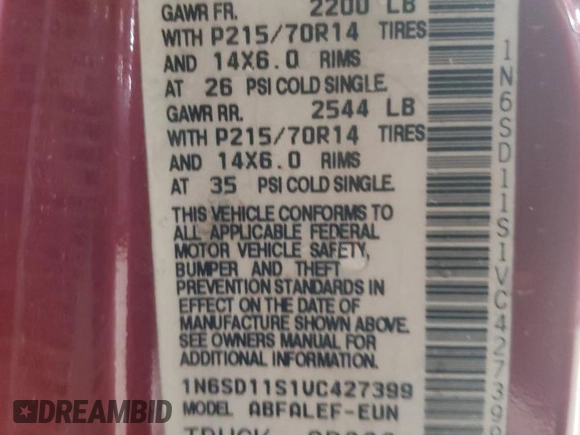 GAWR FR. 2200 LB
WITH P215/70R14 TIRES
AND 14X6.0 RIMS
AT 26 PSI COLD SINGLE.
GAWR RR. 2544 LB
WITH P215/70R14 TIRES
AND 14X6.0 RIMS
AT 35 PSI COLD SINGLE.
THIS VEHICLE CONFORMS TO
ALL APPLICABLE FEDERAL
MOTOR VEHICLE SAFETY,
BUMPER AND THEFT
PREVENTION STANDARDS IN
EFFECT ON THE DATE OF
MANUFACTURE SHOWN ABOVE.
SEE OWNERS MANUAL FOR
ADDITIONAL INFORMATION.
1N6SD11S1VC427399
MODEL ABFALEF-EUN
TRUCK
1N6SD11S1VC427399
DREAMBID